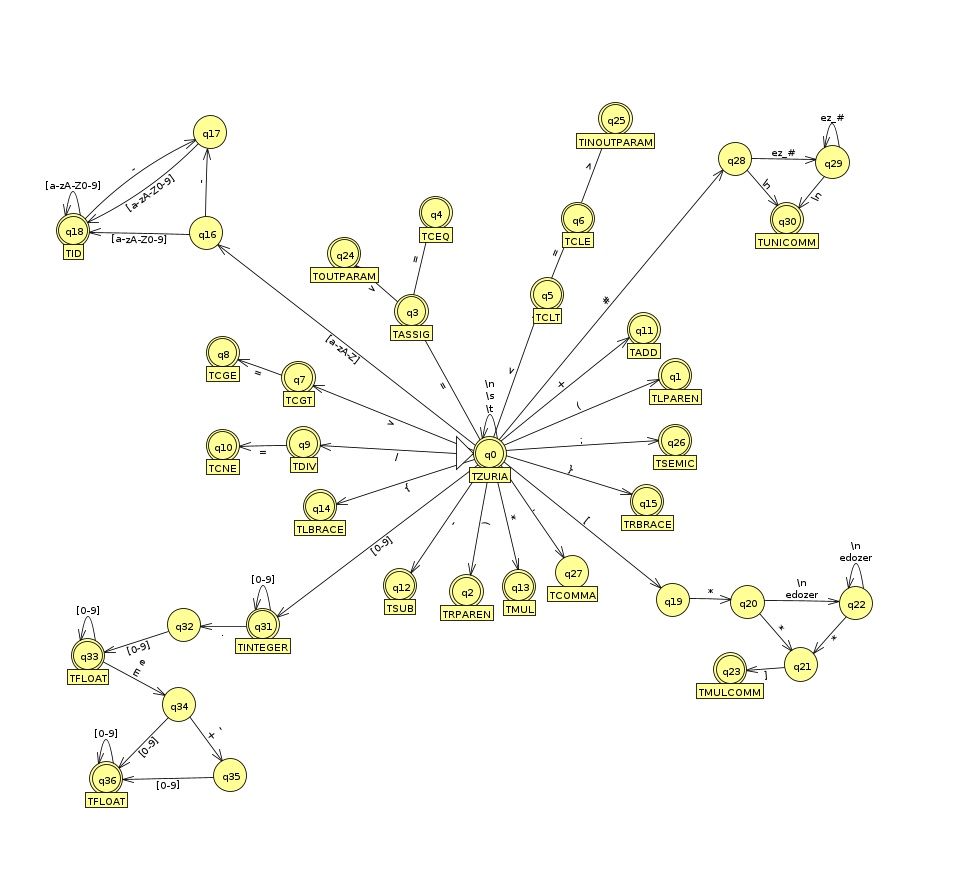 q25
TINOUTPARAM
ez_#
q17
q28
ez_#
q29
[a-zA-Z0-9]
[a-zA-Z0-9]
q4
TCEQ
q6
TCLE
\n
\n
q30
TUNICOMM
q18
TID
[a-zA-Z0-9]
q16
q24
TOUTPARAM
=
=
q5
TCLT
#
q3
TASSIG
q11
TADD
[a-zA-Z]
q8
TCGE
=
q7
TCGT
=
+
(
q1
TLPAREN
\n
\s
\t
q10
TCNE
=
q9
TDIV
/
q0
TZURIA
q26
TSEMIC
{
}
q14
TLBRACE
q15
TRBRACE
[0-9]
*
[
q12
TSUB
q2
TRPAREN
q13
TMUL
q27
TCOMMA
\n
edozer
[0-9]
[0-9]
q19
*
q20
\n
edozer
q22
q33
TFLOAT
[0-9]
q32
.
q31
TINTEGER
*
*
e
E
q23
TMULCOMM
]
q21
q34
[0-9]
[0-9]
+
q36
TFLOAT
[0-9]
q35